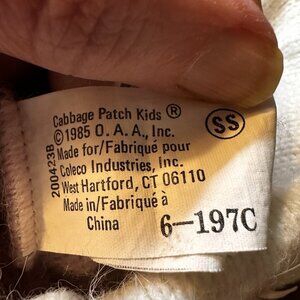 Cabbage Patch Kids ®
©1985 O. A. A., Inc.
Made for/Fabriqué pour
Coleco Industries, Inc.
West Hartford, CT 06110
Made in/Fabriqué à
China
6-197C
SS
200423B